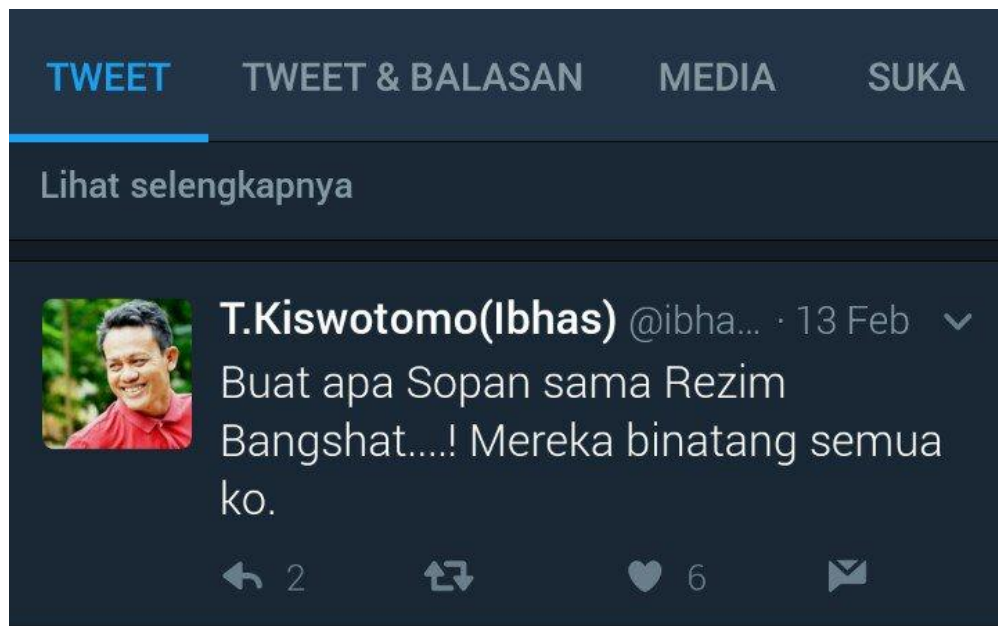 TWEET TWEET & BALASAN MEDIA SUKA
Lihat selengkapnya
T.Kiswotomo(Ibhas) @ibha... · 13 Feb
Buat apa Sopan sama Rezim
Bangshat....! Mereka binatang semua
ko.
2 6